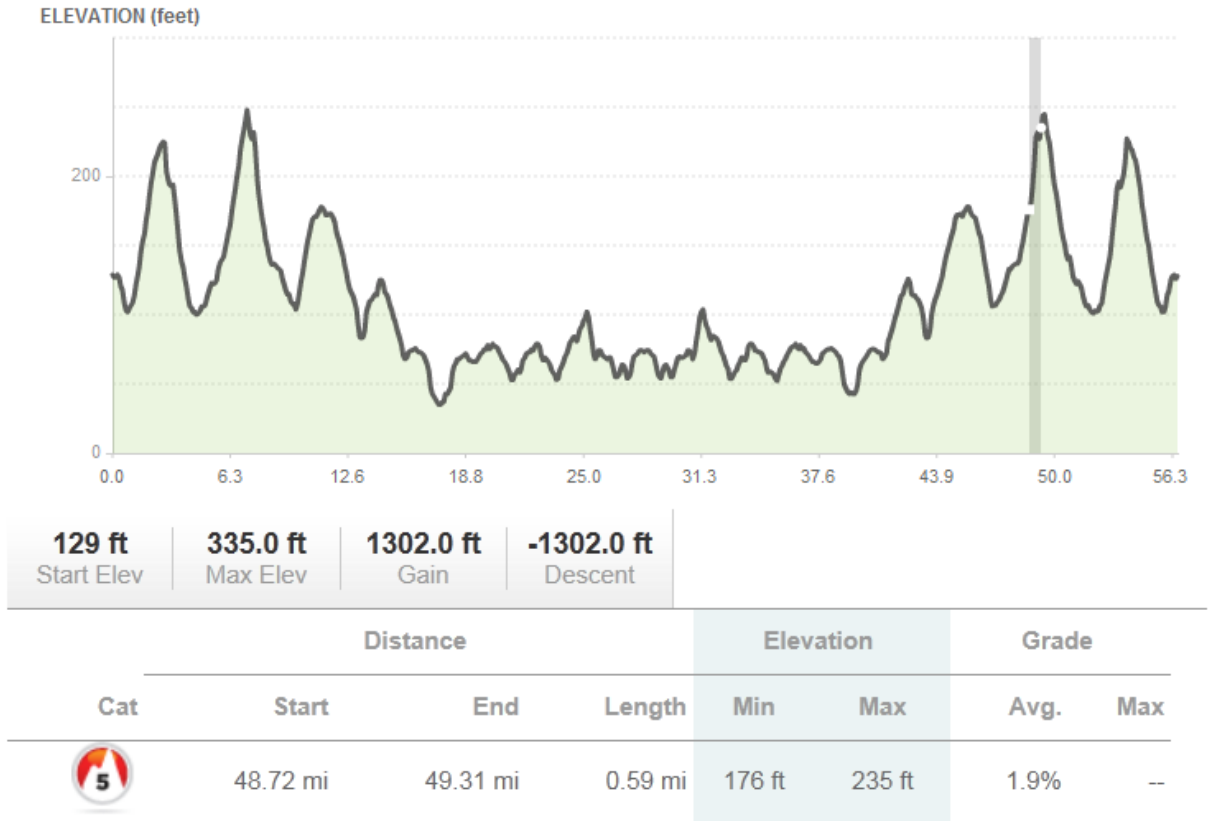 ELEVATION (feet)
200
0
0.0 6.3 12.6 18.8 25.0 31.3 37.6 43.9 50.0 56.3
129 ft 335.0 ft 1302.0 ft -1302.0 ft
Start Elev Max Elev Gain Descent
Distance Elevation Grade
Cat Start End Length Min Max Avg. Max
5 48.72 mi 49.31 mi 0.59 mi 176 ft 235 ft 1.9% --